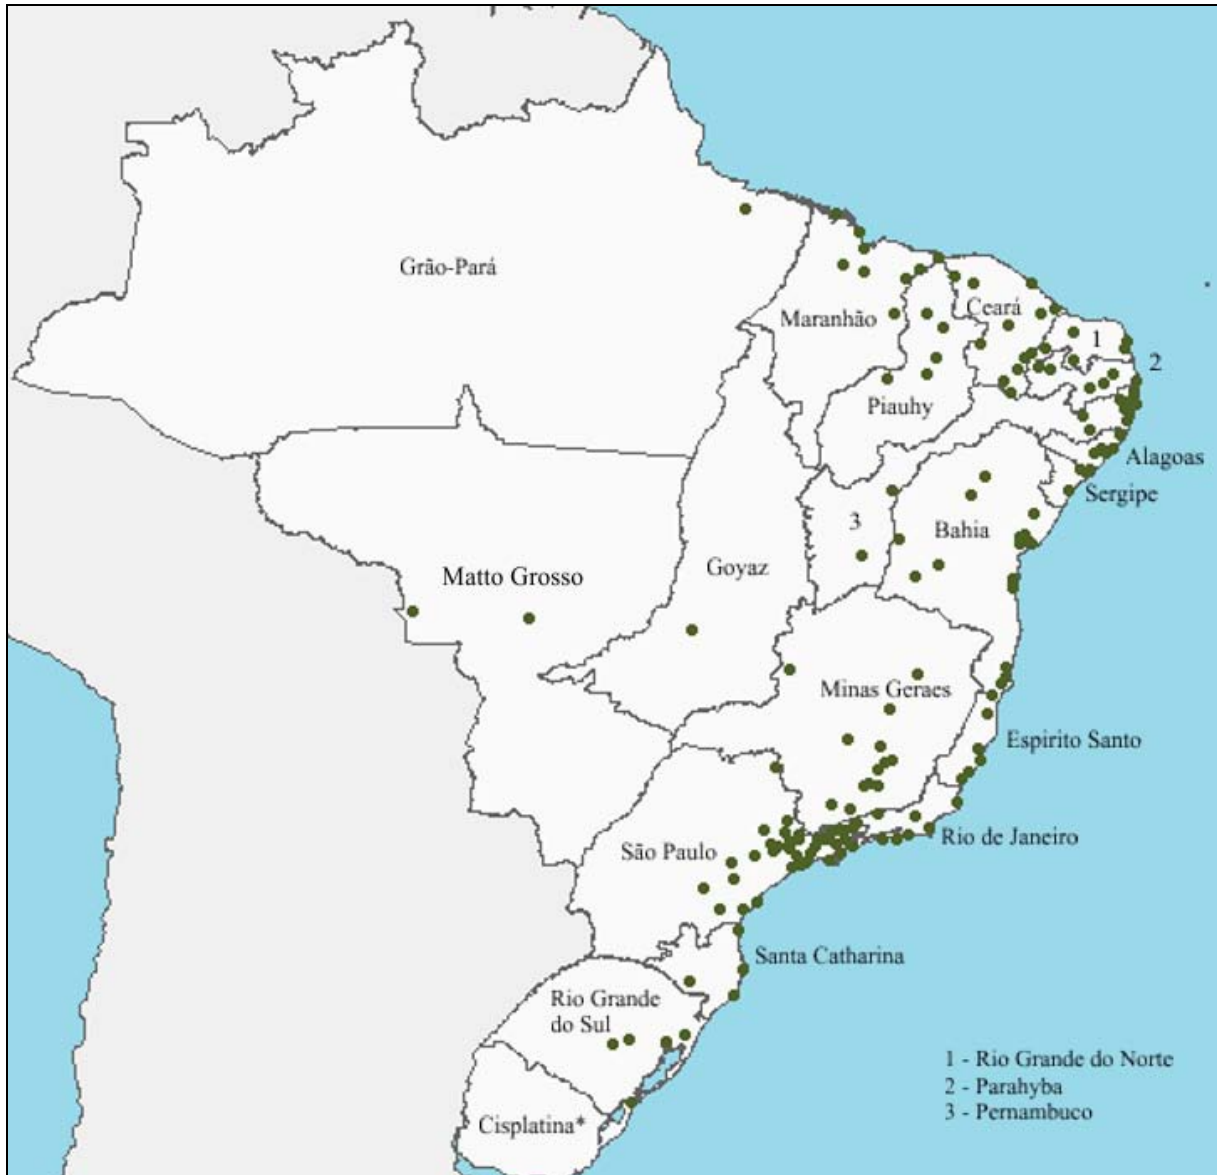 Grão-Pará
Maranhão
Ceará
1
2
Piauhy
Alagoas
Sergipe
3
Bahia
Goyaz
Matto Grosso
Minas Geraes
Espirito Santo
Rio de Janeiro
São Paulo
Santa Catharina
Rio Grande
do Sul
Cisplatina*
1 - Rio Grande do Norte
2 - Parahyba
3 - Pernambuco